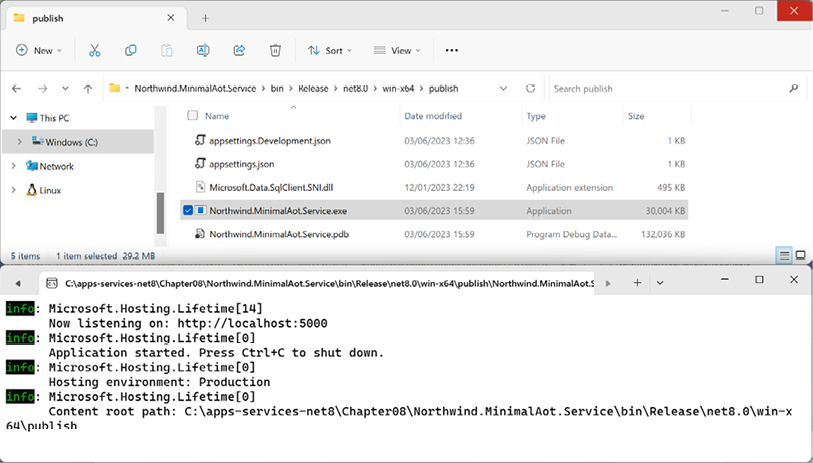 publish
New
Sort
View
Northwind.MinimalAot.Service > bin > Release > net8.0 > win-x64 > publish
Search publish
Name Date modified Type Size
This PC
Windows (C:)
Network
Linux
appsettings.Development.json 03/06/2023 12:36 JSON File 1 KB
appsettings.json 03/06/2023 12:36 JSON File 1 KB
Microsoft.Data.SqlClient.SNI.dll 12/01/2023 22:19 Application extension 495 KB
Northwind.MinimalAot.Service.exe 03/06/2023 15:59 Application 30,004 KB
Northwind.MinimalAot.Service.pdb 03/06/2023 15:59 Program Debug Data... 132,036 KB
5 items 1 item selected 29.2 MB
C:\apps-services-net8\Chapter08\Northwind.MinimalAot.Service\bin\Release\net8.0\win-x64\publish\Northwind.MinimalAot.S
info: Microsoft.Hosting.Lifetime[14]
Now listening on: http://localhost:5000
info: Microsoft.Hosting.Lifetime[0]
Application started. Press Ctrl+C to shut down.
info: Microsoft.Hosting.Lifetime[0]
Hosting environment: Production
info: Microsoft.Hosting.Lifetime[0]
Content root path: C:\apps-services-net8\Chapter08\Northwind.MinimalAot.Service\bin\Release\net8.0\win-x
64\publish